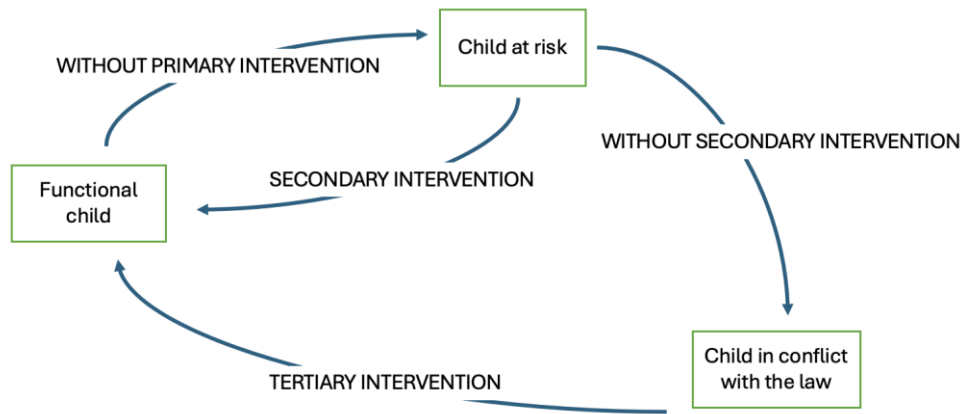 Child at risk
WITHOUT PRIMARY INTERVENTION
WITHOUT SECONDARY INTERVENTION
SECONDARY INTERVENTION
Functional
child
Child in conflict
with the law
TERTIARY INTERVENTION